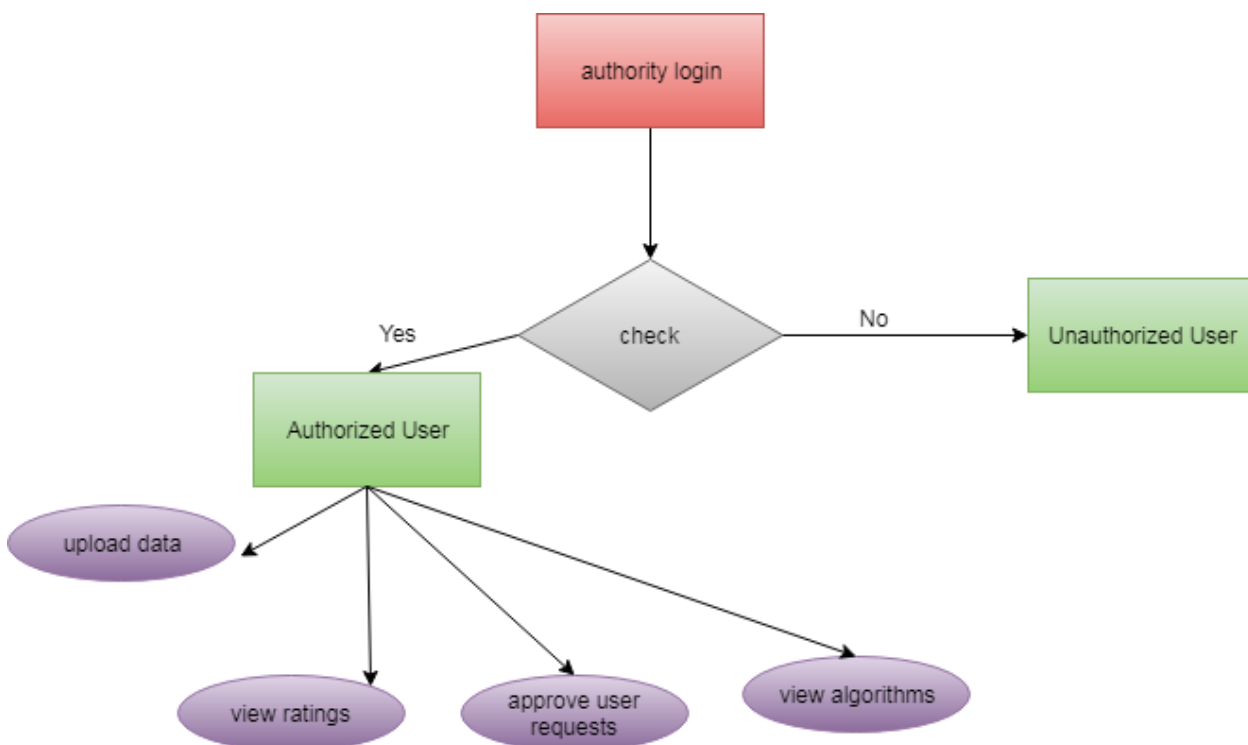 authority login
check
Yes
No
Unauthorized User
Authorized User
upload data
view ratings
approve user
requests
view algorithms